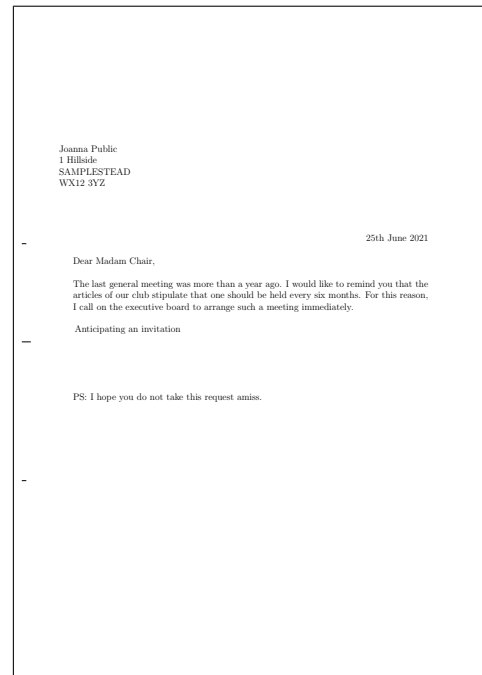 Joanna Public
1 Hillside
SAMPLESTEAD
WX12 3YZ
25th June 2021
Dear Madam Chair,
The last general meeting was more than a year ago. I would like to remind you that the
articles of our club stipulate that one should be held every six months. For this reason,
I call on the executive board to arrange such a meeting immediately.
Anticipating an invitation
PS: I hope you do not take this request amiss.